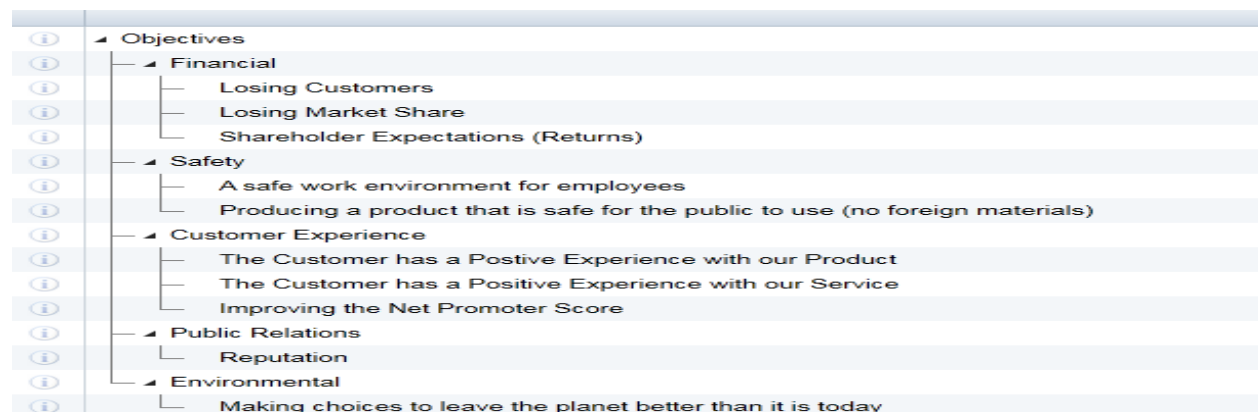 Objectives
Financial
Losing Customers
Losing Market Share
Shareholder Expectations (Returns)
Safety
A safe work environment for employees
Producing a product that is safe for the public to use (no foreign materials)
Customer Experience
The Customer has a Postive Experience with our Product
The Customer has a Positive Experience with our Service
Improving the Net Promoter Score
Public Relations
Reputation
Environmental
Making choices to leave the planet better than it is today